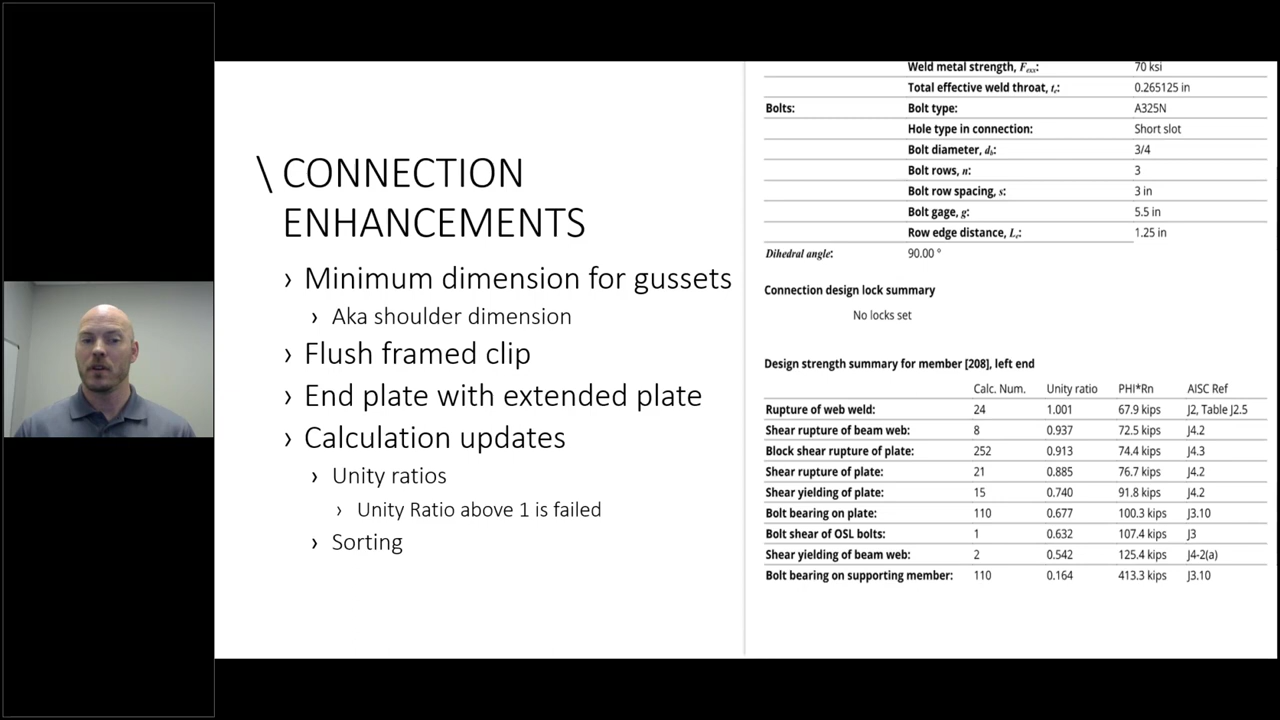 \ CONNECTION
ENHANCEMENTS
› Minimum dimension for gussets
› Aka shoulder dimension
› Flush framed clip
› End plate with extended plate
› Calculation updates
› Unity ratios
› Unity Ratio above 1 is failed
› Sorting
Weld metal strength, Fexx: 70 ksi
Total effective weld throat, te: 0.265125 in
Bolts: Bolt type: A325N
Hole type in connection: Short slot
Bolt diameter, db: 3/4
Bolt rows, n: 3
Bolt row spacing, s: 3 in
Bolt gage, g: 5.5 in
Row edge distance, Lv: 1.25 in
Dihedral angle: 90.00 °
Connection design lock summary
No locks set
Design strength summary for member [208], left end
Calc. Num. Unity ratio PHI*Rn AISC Ref
Rupture of web weld: 24 1.001 67.9 kips J2, Table J2.5
Shear rupture of beam web: 8 0.937 72.5 kips J4.2
Block shear rupture of plate: 252 0.913 74.4 kips J4.3
Shear rupture of plate: 21 0.885 76.7 kips J4.2
Shear yielding of plate: 15 0.740 91.8 kips J4.2
Bolt bearing on plate: 110 0.677 100.3 kips J3.10
Bolt shear of OSL bolts: 1 0.632 107.4 kips J3
Shear yielding of beam web: 2 0.542 125.4 kips J4-2(a)
Bolt bearing on supporting member: 110 0.164 413.3 kips J3.10